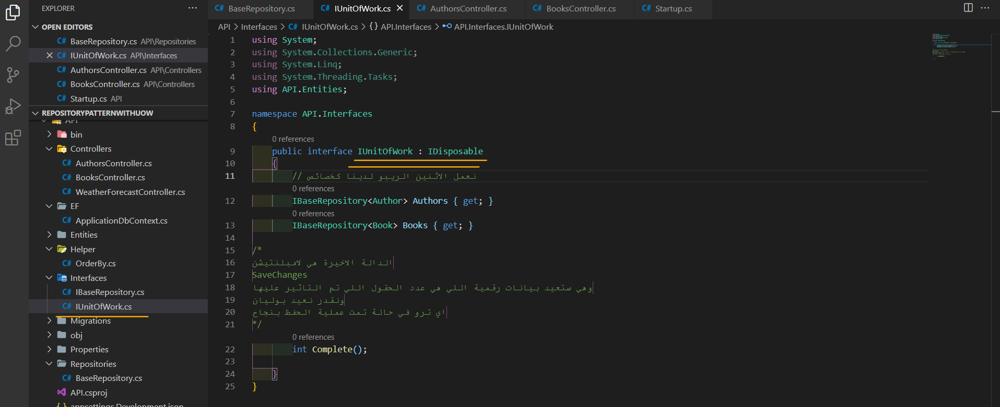 EXPLORER
OPEN EDITORS
C# BaseRepository.cs API\Repositories
C# IUnitOfWork.cs API\Interfaces
C# AuthorsController.cs API\Controllers
C# BooksController.cs API\Controllers
C# Startup.cs API
REPOSITORYPATTERNWITHUOW
API
bin
Controllers
C# AuthorsController.cs
C# BooksController.cs
C# WeatherForecastController.cs
EF
C# ApplicationDbContext.cs
Entities
Helper
C# OrderBy.cs
Interfaces
C# IBaseRepository.cs
C# IUnitOfWork.cs
Migrations
obj
Properties
Repositories
C# BaseRepository.cs
API.csproj
{} appsettings.Development.json
C# BaseRepository.cs C# IUnitOfWork.cs C# AuthorsController.cs C# BooksController.cs C# Startup.cs
API > Interfaces > C# IUnitOfWork.cs > {} API.Interfaces > API.Interfaces.IUnitOfWork
1 using System;
2 using System.Collections.Generic;
3 using System.Linq;
4 using System.Threading.Tasks;
5 using API.Entities;
6
7 namespace API.Interfaces
8 {
0 references
9 public interface IUnitOfWork : IDisposable
10 {
11 // نعمل الاثنين الريبو لدينا كخصائص
0 references
12 IBaseRepository<Author> Authors { get; }
0 references
13 IBaseRepository<Book> Books { get; }
14
15 /*
16 الدالة الاخيرة هي لامبلنتيشن
17 SaveChanges
18 وهي ستعيد بيانات رقمية اللي هي عدد الحقول اللي تم التاثير عليها
19 ونقدر نعيد بوليان
20 اي ترو في حالة تمت عملية الحفظ بنجاح
21 */
0 references
22 int Complete();
23
24 }
25 }